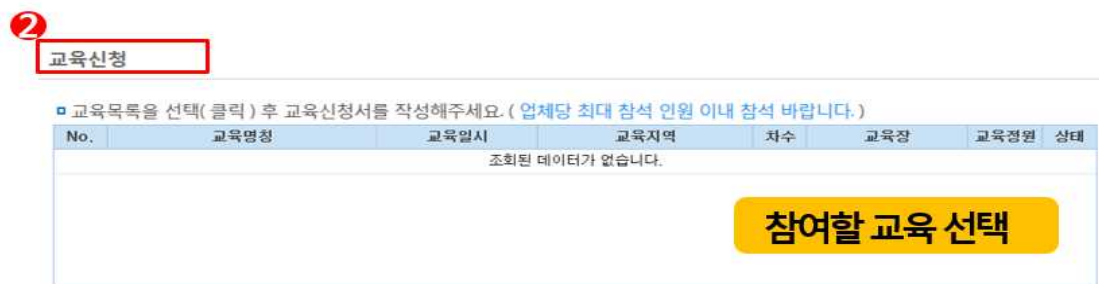 2
교육신청
교육목록을 선택( 클릭 ) 후 교육신청서를 작성해주세요. ( 업체당 최대 참석 인원 이내 참석 바랍니다. )
No. 교육명칭 교육일시 교육지역 차수 교육장 교육정원 상태
조회된 데이터가 없습니다.
참여할 교육 선택